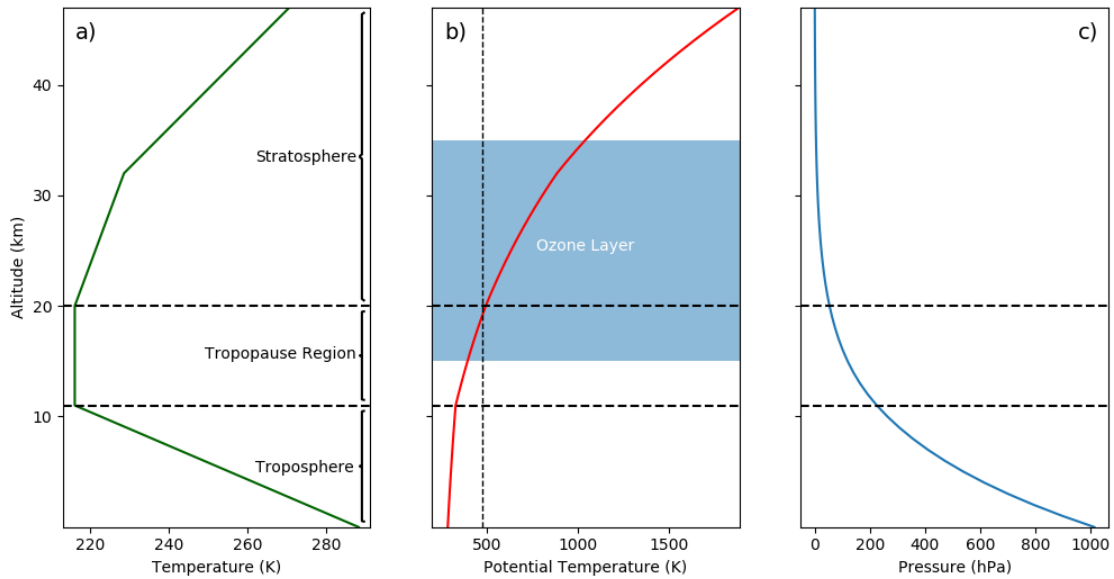 a)
b)
c)
40
30
20
10
Altitude (km)
Stratosphere
Tropopause Region
Troposphere
Ozone Layer
220
240
260
280
500
1000
1500
0
200
400
600
800
1000
Temperature (K)
Potential Temperature (K)
Pressure (hPa)